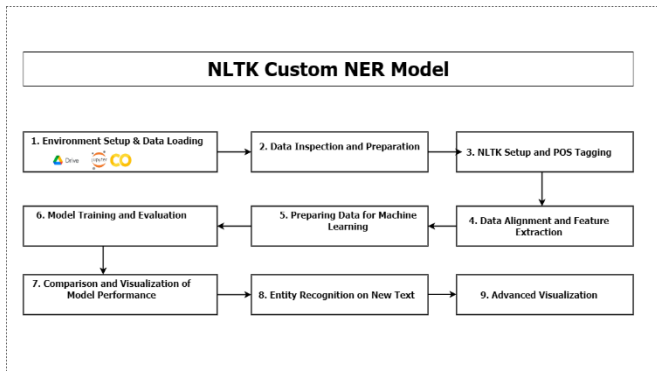 NLTK Custom NER Model
1. Environment Setup & Data Loading
Drive
jupyter
CO
2. Data Inspection and Preparation
3. NLTK Setup and POS Tagging
4. Data Alignment and Feature
Extraction
5. Preparing Data for Machine
Learning
6. Model Training and Evaluation
7. Comparison and Visualization of
Model Performance
8. Entity Recognition on New Text
9. Advanced Visualization